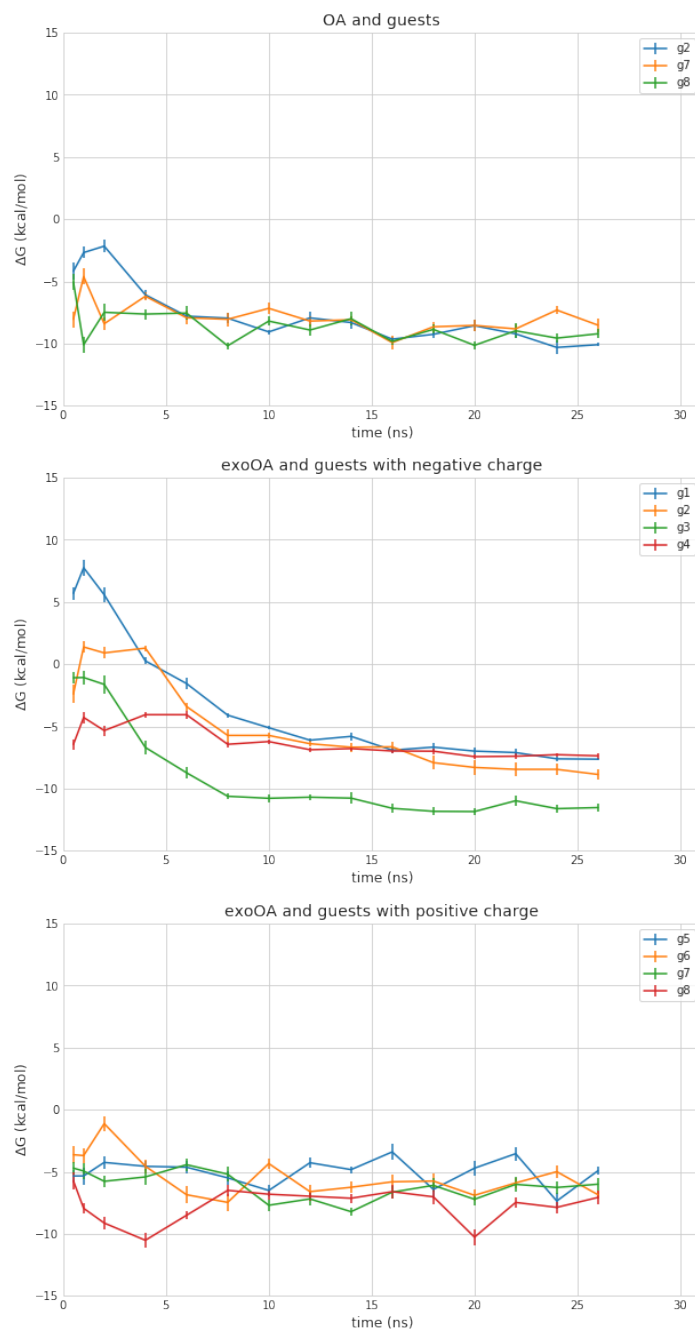 OA and guests
15
10
5
0
−5
−10
−15
ΔG (kcal/mol)
g2
g7
g8
0
5
10
15
20
25
30
time (ns)
exoOA and guests with negative charge
15
10
5
0
−5
−10
−15
ΔG (kcal/mol)
g1
g2
g3
g4
0
5
10
15
20
25
30
time (ns)
exoOA and guests with positive charge
15
10
5
0
−5
−10
−15
ΔG (kcal/mol)
g5
g6
g7
g8
0
5
10
15
20
25
30
time (ns)